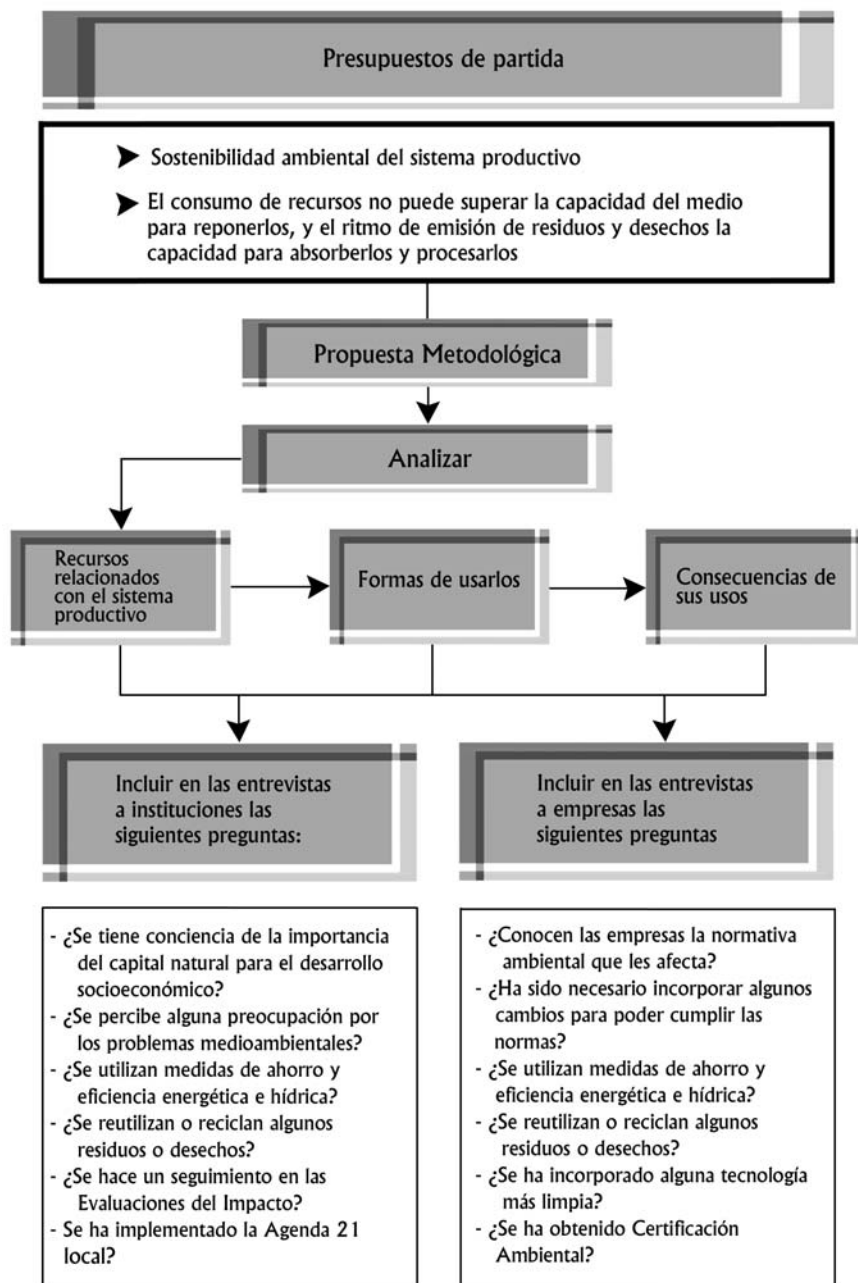 Presupuestos de partida
➤ Sostenibilidad ambiental del sistema productivo
➤ El consumo de recursos no puede superar la capacidad del medio
para reponerlos, y el ritmo de emisión de residuos y desechos la
capacidad para absorberlos y procesarlos
Propuesta Metodológica
Analizar
Recursos
relacionados
con el sistema
productivo
Formas de usarlos
Consecuencias de
sus usos
Incluir en las entrevistas
a instituciones las
siguientes preguntas:
Incluir en las entrevistas
a empresas las
siguientes preguntas
- ¿Se tiene conciencia de la importancia
del capital natural para el desarrollo
socioeconómico?
- ¿Se percibe alguna preocupación por
los problemas medioambientales?
- ¿Se utilizan medidas de ahorro y
eficiencia energética e hídrica?
- ¿Se reutilizan o reciclan algunos
residuos o desechos?
- ¿Se hace un seguimiento en las
Evaluaciones del Impacto?
- Se ha implementado la Agenda 21
local?
- ¿Conocen las empresas la normativa
ambiental que les afecta?
- ¿Ha sido necesario incorporar algunos
cambios para poder cumplir las
normas?
- ¿Se utilizan medidas de ahorro y
eficiencia energética e hídrica?
- ¿Se reutilizan o reciclan algunos
residuos o desechos?
- ¿Se ha incorporado alguna tecnología
más limpia?
- ¿Se ha obtenido Certificación
Ambiental?